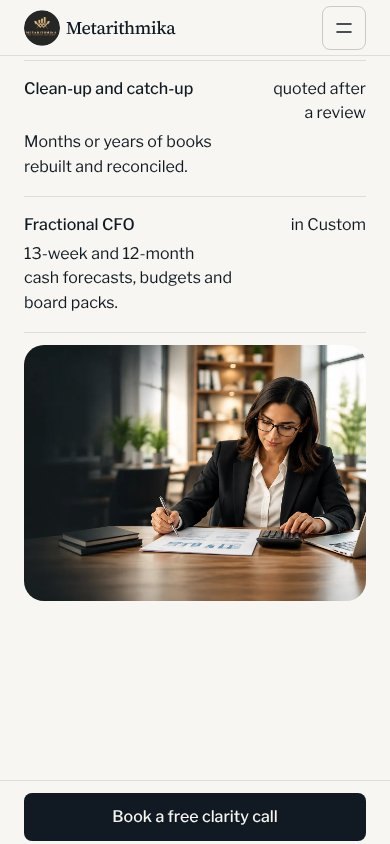 METARITHMIKA
Metarithmika
Clean-up and catch-up
quoted after
a review
Months or years of books
rebuilt and reconciled.
Fractional CFO
in Custom
13-week and 12-month
cash forecasts, budgets and
board packs.
Book a free clarity call